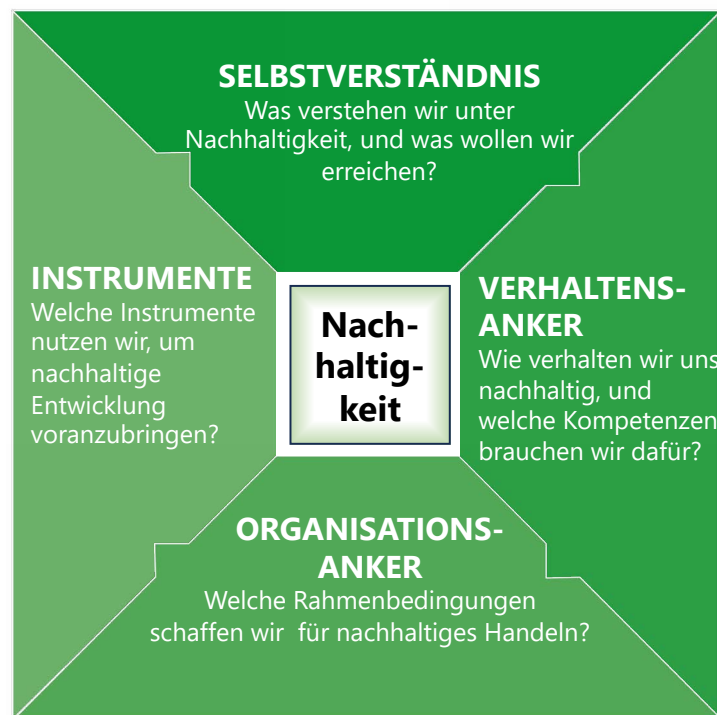 SELBSTVERSTÄNDNIS
Was verstehen wir unter
Nachhaltigkeit, und was wollen wir
erreichen?
INSTRUMENTE
Welche Instrumente
nutzen wir, um
nachhaltige
Entwicklung
voranzubringen?
Nach-
haltig-
keit
VERHALTENS-
ANKER
Wie verhalten wir uns
nachhaltig, und
welche Kompetenzen
brauchen wir dafür?
ORGANISATIONS-
ANKER
Welche Rahmenbedingungen
schaffen wir  für nachhaltiges Handeln?